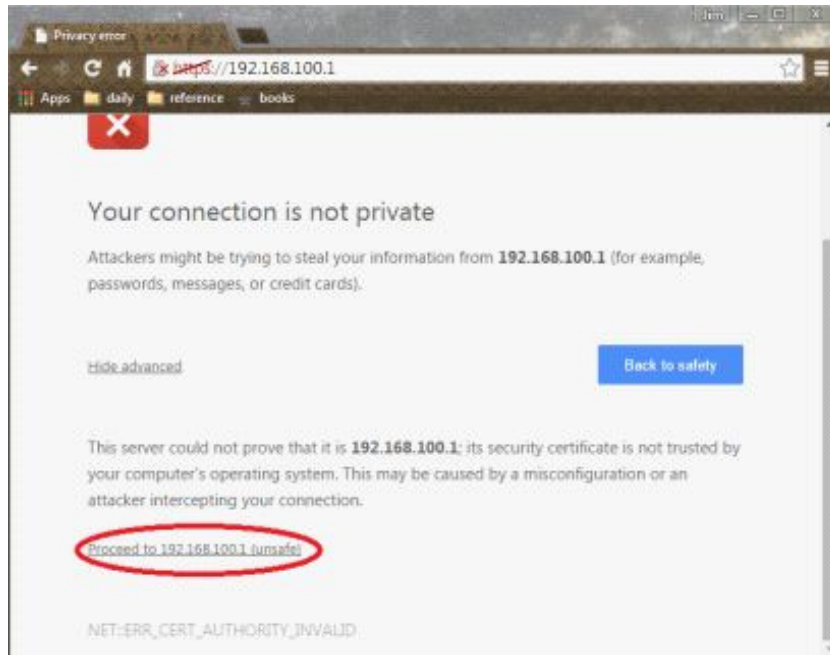 Jim
Privacy error
https://192.168.100.1
Apps daily reference books
Your connection is not private
Attackers might be trying to steal your information from 192.168.100.1 (for example,
passwords, messages, or credit cards).
Hide advanced
Back to safety
This server could not prove that it is 192.168.100.1; its security certificate is not trusted by
your computer's operating system. This may be caused by a misconfiguration or an
attacker intercepting your connection.
Proceed to 192.168.100.1 (unsafe)
NET::ERR_CERT_AUTHORITY_INVALID